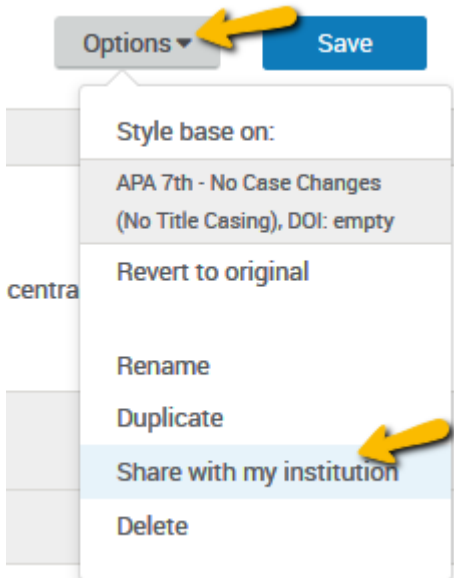 Options Save
Style base on:
APA 7th - No Case Changes
(No Title Casing), DOI: empty
Revert to original
centra
Rename
Duplicate
Share with my institution
Delete